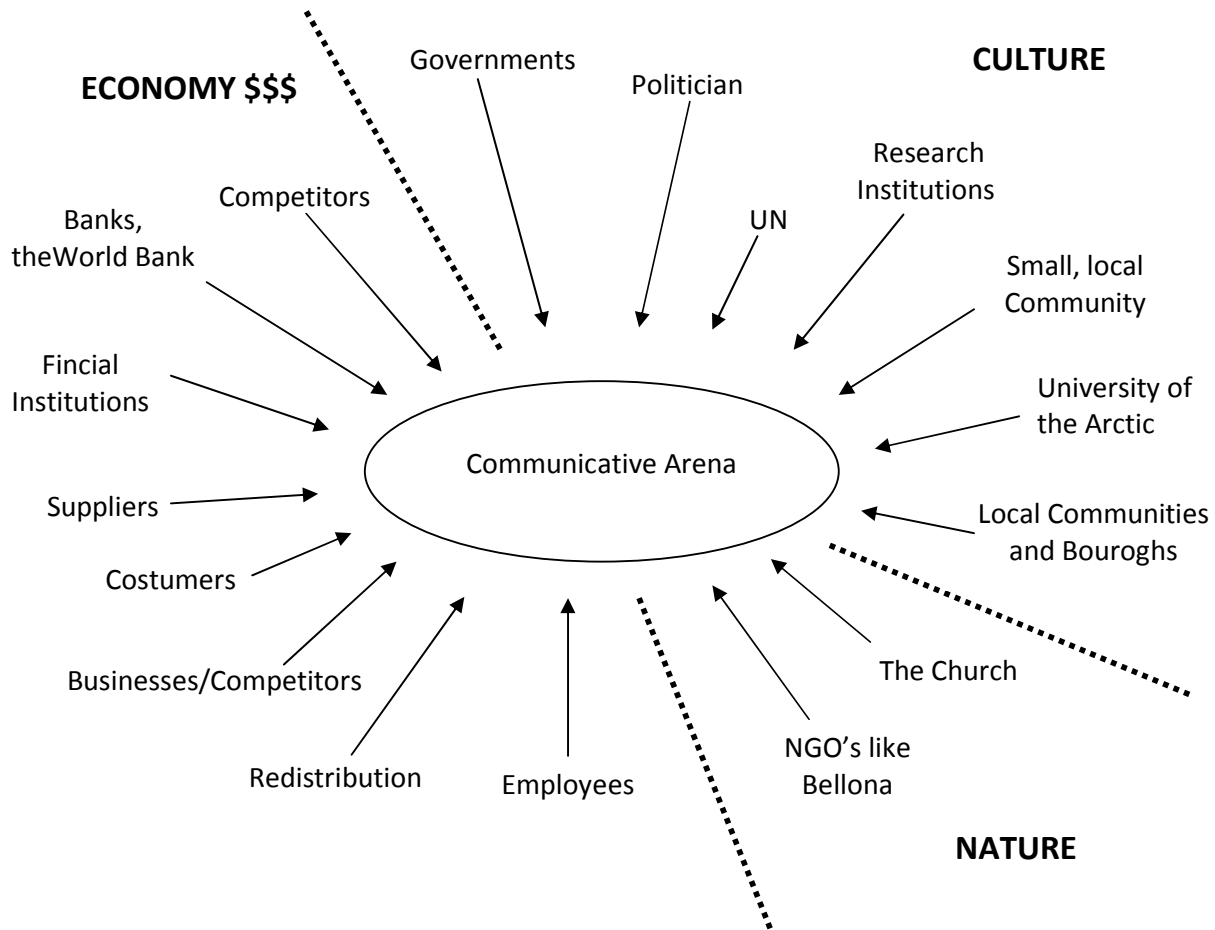 Governments
CULTURE
ECONOMY $$$
Politician
Research
Institutions
Competitors
Banks,
theWorld Bank
UN
Small, local
Community
Fincial
Institutions
University of
the Arctic
Communicative Arena
Suppliers
Local Communities
and Bouroghs
Costumers
Businesses/Competitors
The Church
Redistribution
Employees
NGO’s like
Bellona
NATURE